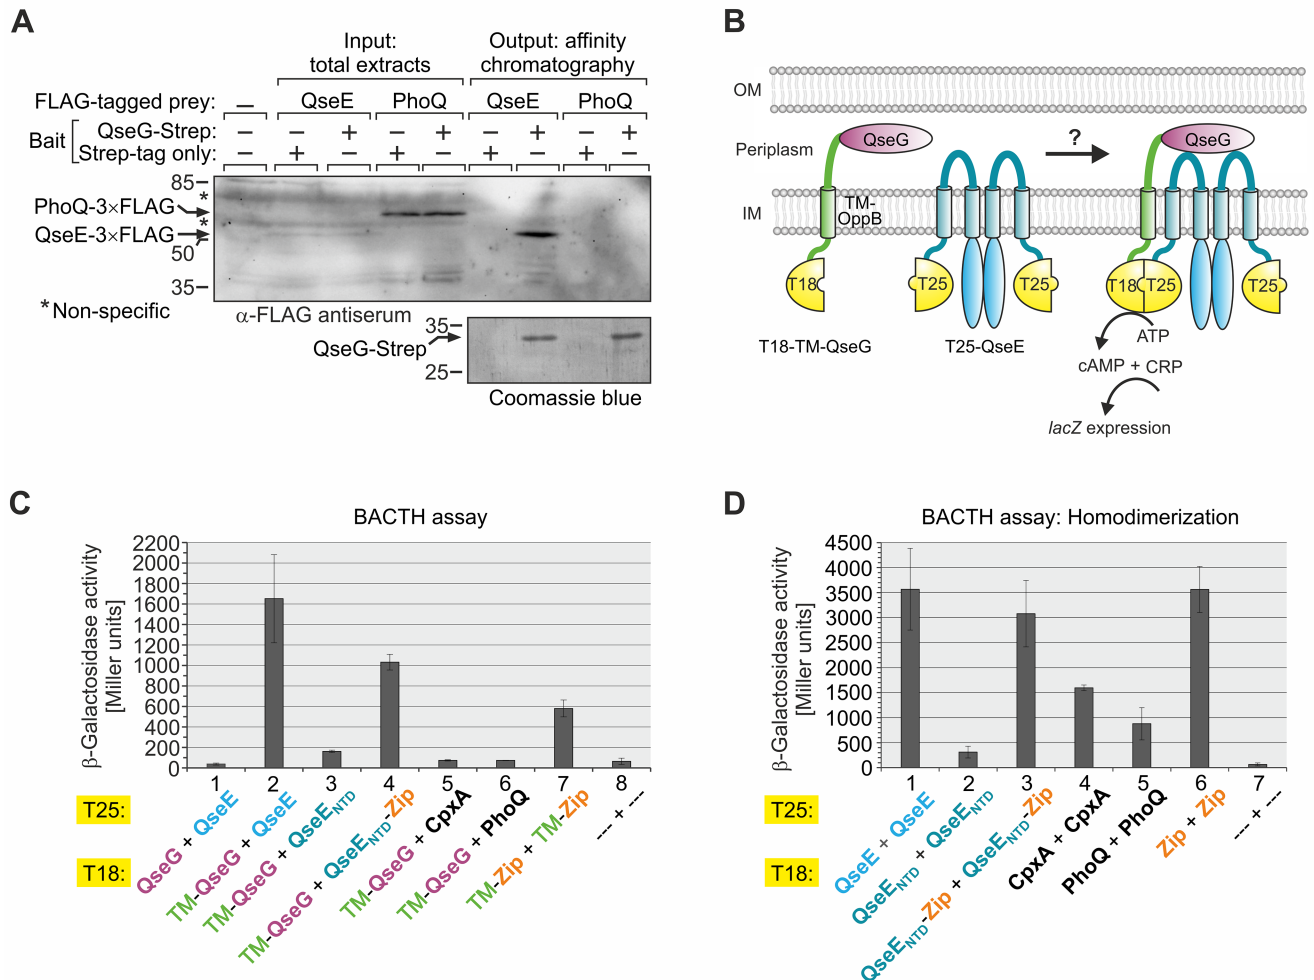 A
Input:
total extracts
Output: affinity
chromatography
FLAG-tagged prey: – QseE PhoQ QseE PhoQ
Bait
QseG-Strep: – – + – + – + – +
Strep-tag only: – + – + – + – + –
85
*
PhoQ-3×FLAG
*
QseE-3×FLAG
50
35
*Non-specific
α-FLAG antiserum
35
QseG-Strep
25
Coomassie blue
B
OM
QseG
?
QseG
Periplasm
IM
TM-
OppB
T18
T25
T25
T18
T25
T25
T18-TM-QseG
T25-QseE
ATP
cAMP + CRP
lacZ expression
C
BACTH assay
β-Galactosidase activity
[Miller units]
2200
2000
1800
1600
1400
1200
1000
800
600
400
200
0
1 2 3 4 5 6 7 8
T25:
T18:
QseG + QseE
TM-QseG + QseE
TM-QseG + QseENTD
TM-QseG + QseENTD-Zip
TM-QseG + CpxA
TM-QseG + PhoQ
TM-Zip + TM-Zip
--- + ---
D
BACTH assay: Homodimerization
β-Galactosidase activity
[Miller units]
4500
4000
3500
3000
2500
2000
1500
1000
500
0
1 2 3 4 5 6 7
T25:
T18:
QseE + QseE
QseENTD + QseENTD
QseENTD-Zip + QseENTD-Zip
CpxA + CpxA
PhoQ + PhoQ
Zip + Zip
--- + ---